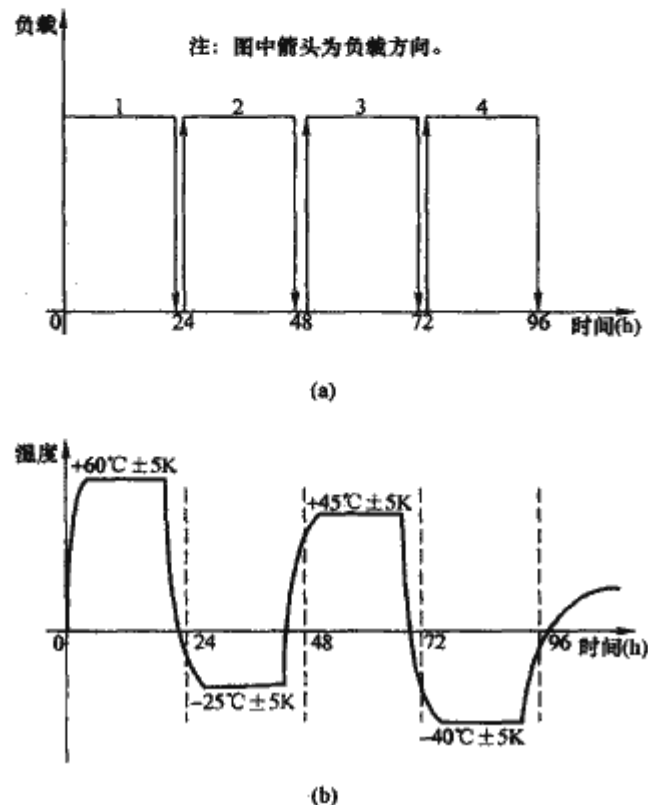 负载
注：图中箭头为负载方向。
1 2 3 4
0 24 48 72 96 时间(h)
(a)
温度
+60℃±5K
+45℃±5K
0 24 48 72 96 时间(h)
-25℃±5K
-40℃±5K
(b)